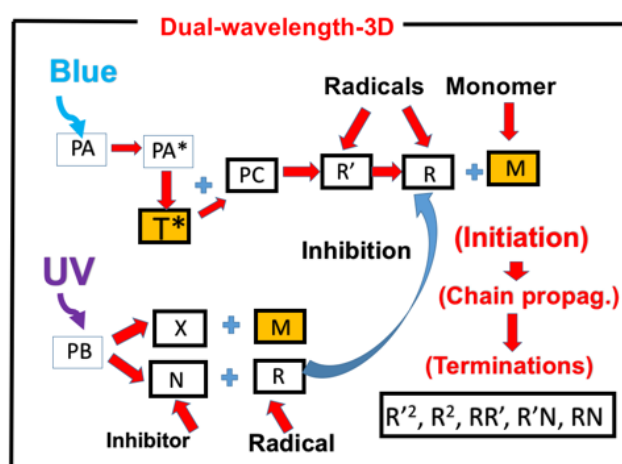 Dual-wavelength-3D
Blue
Radicals Monomer
PA PA* + PC R' R + M
T*
Inhibition
(Initiation)
UV
(Chain propag.)
PB X + M
(Terminations)
N + R
R'², R², RR', R'N, RN
Inhibitor Radical